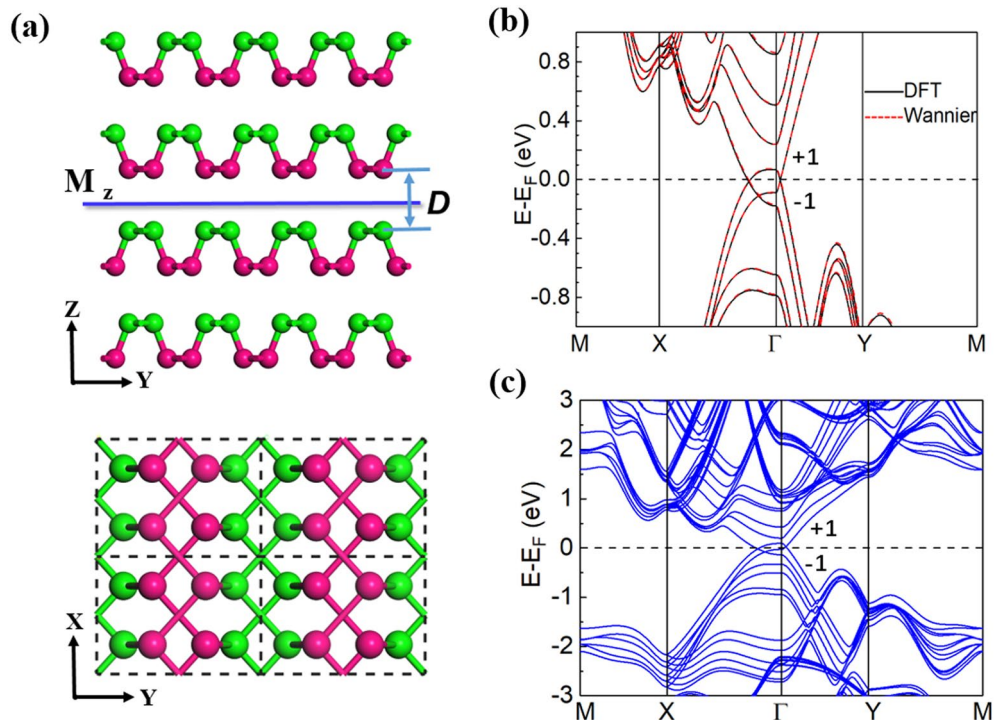 (a)
M z
D
Z
Y
X
Y
(b)
E-E_F (eV)
0.8
0.4
0.0
-0.4
-0.8
DFT
Wannier
+1
-1
M X Γ Y M
(c)
E-E_F (eV)
3
2
1
0
-1
-2
-3
+1
-1
M X Γ Y M